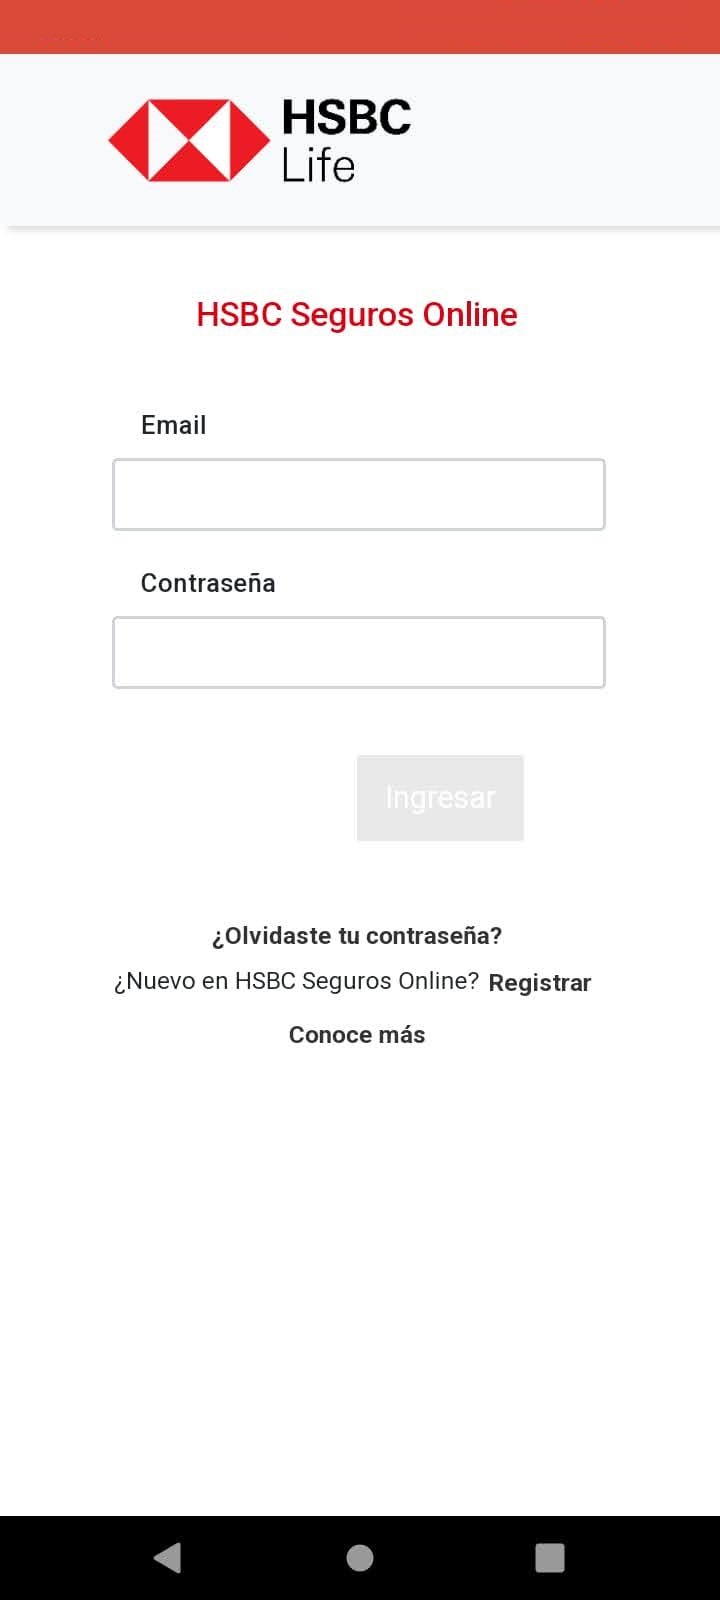 HSBC
Life
HSBC Seguros Online
Email
Contraseña
Ingresar
¿Olvidaste tu contraseña?
¿Nuevo en HSBC Seguros Online? Registrar
Conoce más